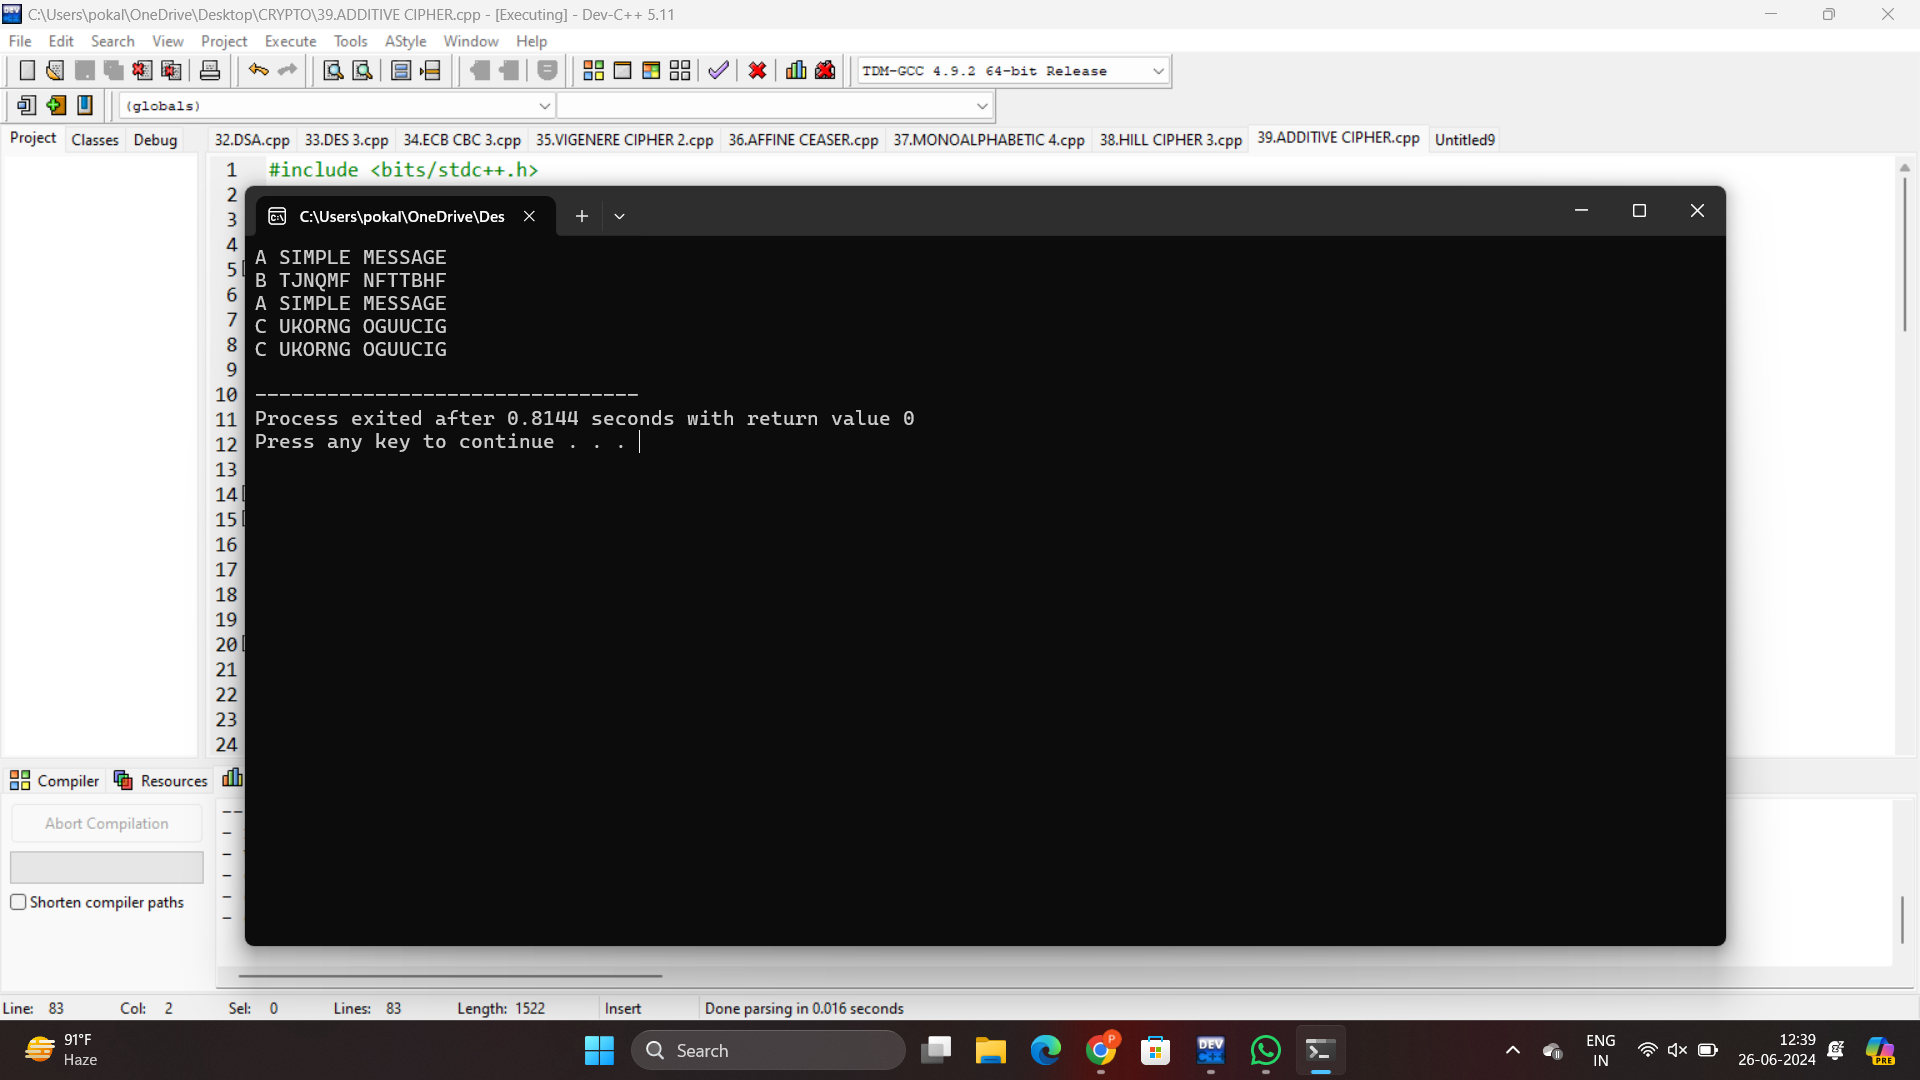 C:\Users\pokal\OneDrive\Desktop\CRYPTO\39.ADDITIVE CIPHER.cpp - [Executing] - Dev-C++ 5.11
File Edit Search View Project Execute Tools AStyle Window Help
TDM-GCC 4.9.2 64-bit Release
(globals)
Project Classes Debug 32.DSA.cpp 33.DES 3.cpp 34.ECB CBC 3.cpp 35.VIGENERE CIPHER 2.cpp 36.AFFINE CEASER.cpp 37.MONOALPHABETIC 4.cpp 38.HILL CIPHER 3.cpp 39.ADDITIVE CIPHER.cpp Untitled9
1 #include <bits/stdc++.h>
2
3
4
5
6
7
8
9
10
11
12
13
14
15
16
17
18
19
20
21
22
23
24
C:\Users\pokal\OneDrive\Des
A SIMPLE MESSAGE
B TJNQMF NFTTBHF
A SIMPLE MESSAGE
C UKORNG OGUUCIG
C UKORNG OGUUCIG
--------------------------------
Process exited after 0.8144 seconds with return value 0
Press any key to continue . . .
Compiler Resources
Abort Compilation
Shorten compiler paths
Line: 83 Col: 2 Sel: 0 Lines: 83 Length: 1522 Insert Done parsing in 0.016 seconds
91°F
Haze
Search
DEV
P
ENG
IN
12:39
26-06-2024
PRE